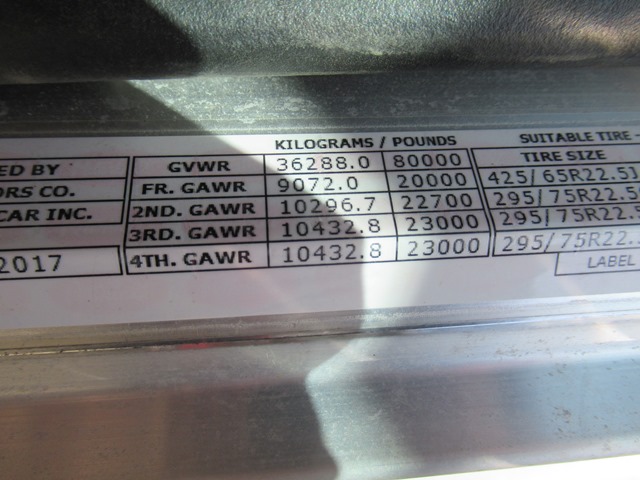 KILOGRAMS / POUNDS SUITABLE TIRE
ED BY GVWR 36288.0 80000 TIRE SIZE
ORS CO. FR. GAWR 9072.0 20000 425/65R22.5J
CAR INC. 2ND. GAWR 10296.7 22700 295/75R22.5
3RD. GAWR 10432.8 23000 295/75R22.5
2017 4TH. GAWR 10432.8 23000 295/75R22.
LABEL